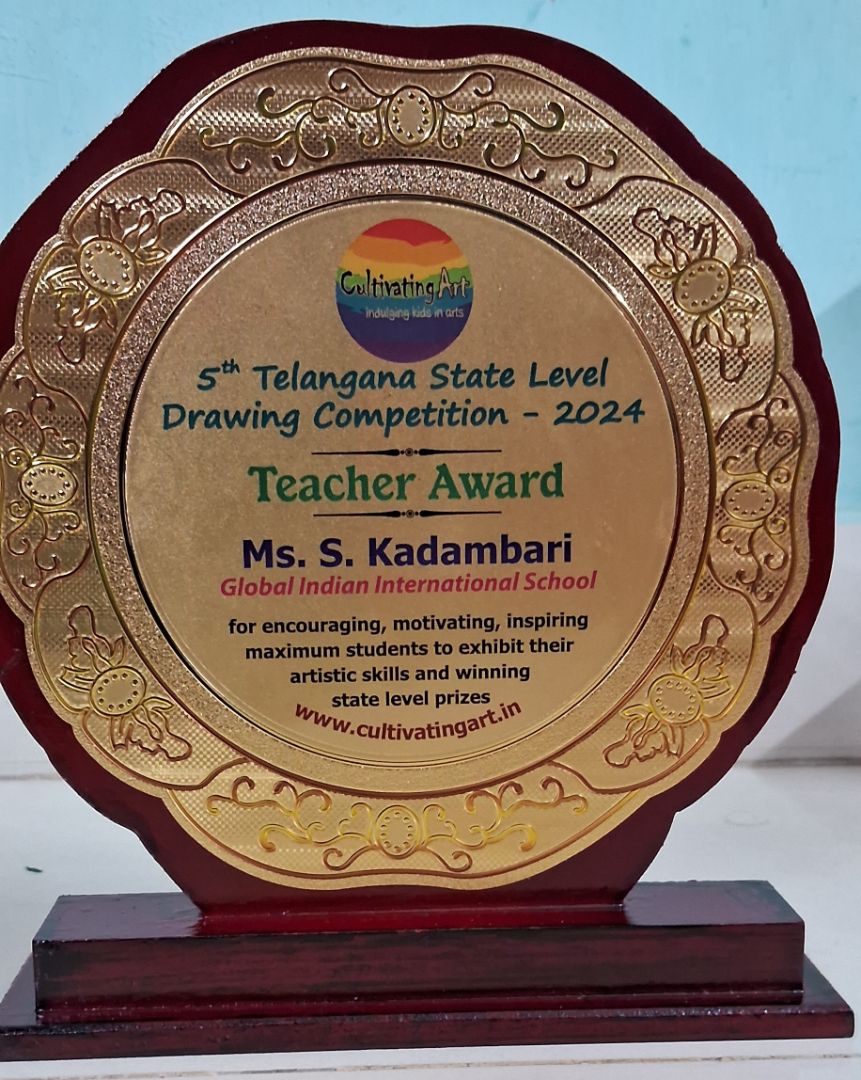 Cultivating Art
indulging kids in arts
5th Telangana State Level
Drawing Competition - 2024
Teacher Award
Ms. S. Kadambari
Global Indian International School
for encouraging, motivating, inspiring
maximum students to exhibit their
artistic skills and winning
state level prizes
www.cultivatingart.in